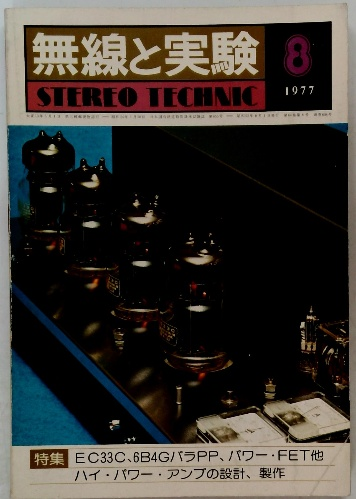 無線と実験
8
STEREO TECHNIC
1977
特集
EC33C、6B4GパラPP、パワー・FET他
ハイ・パワー・アンプの設計、製作